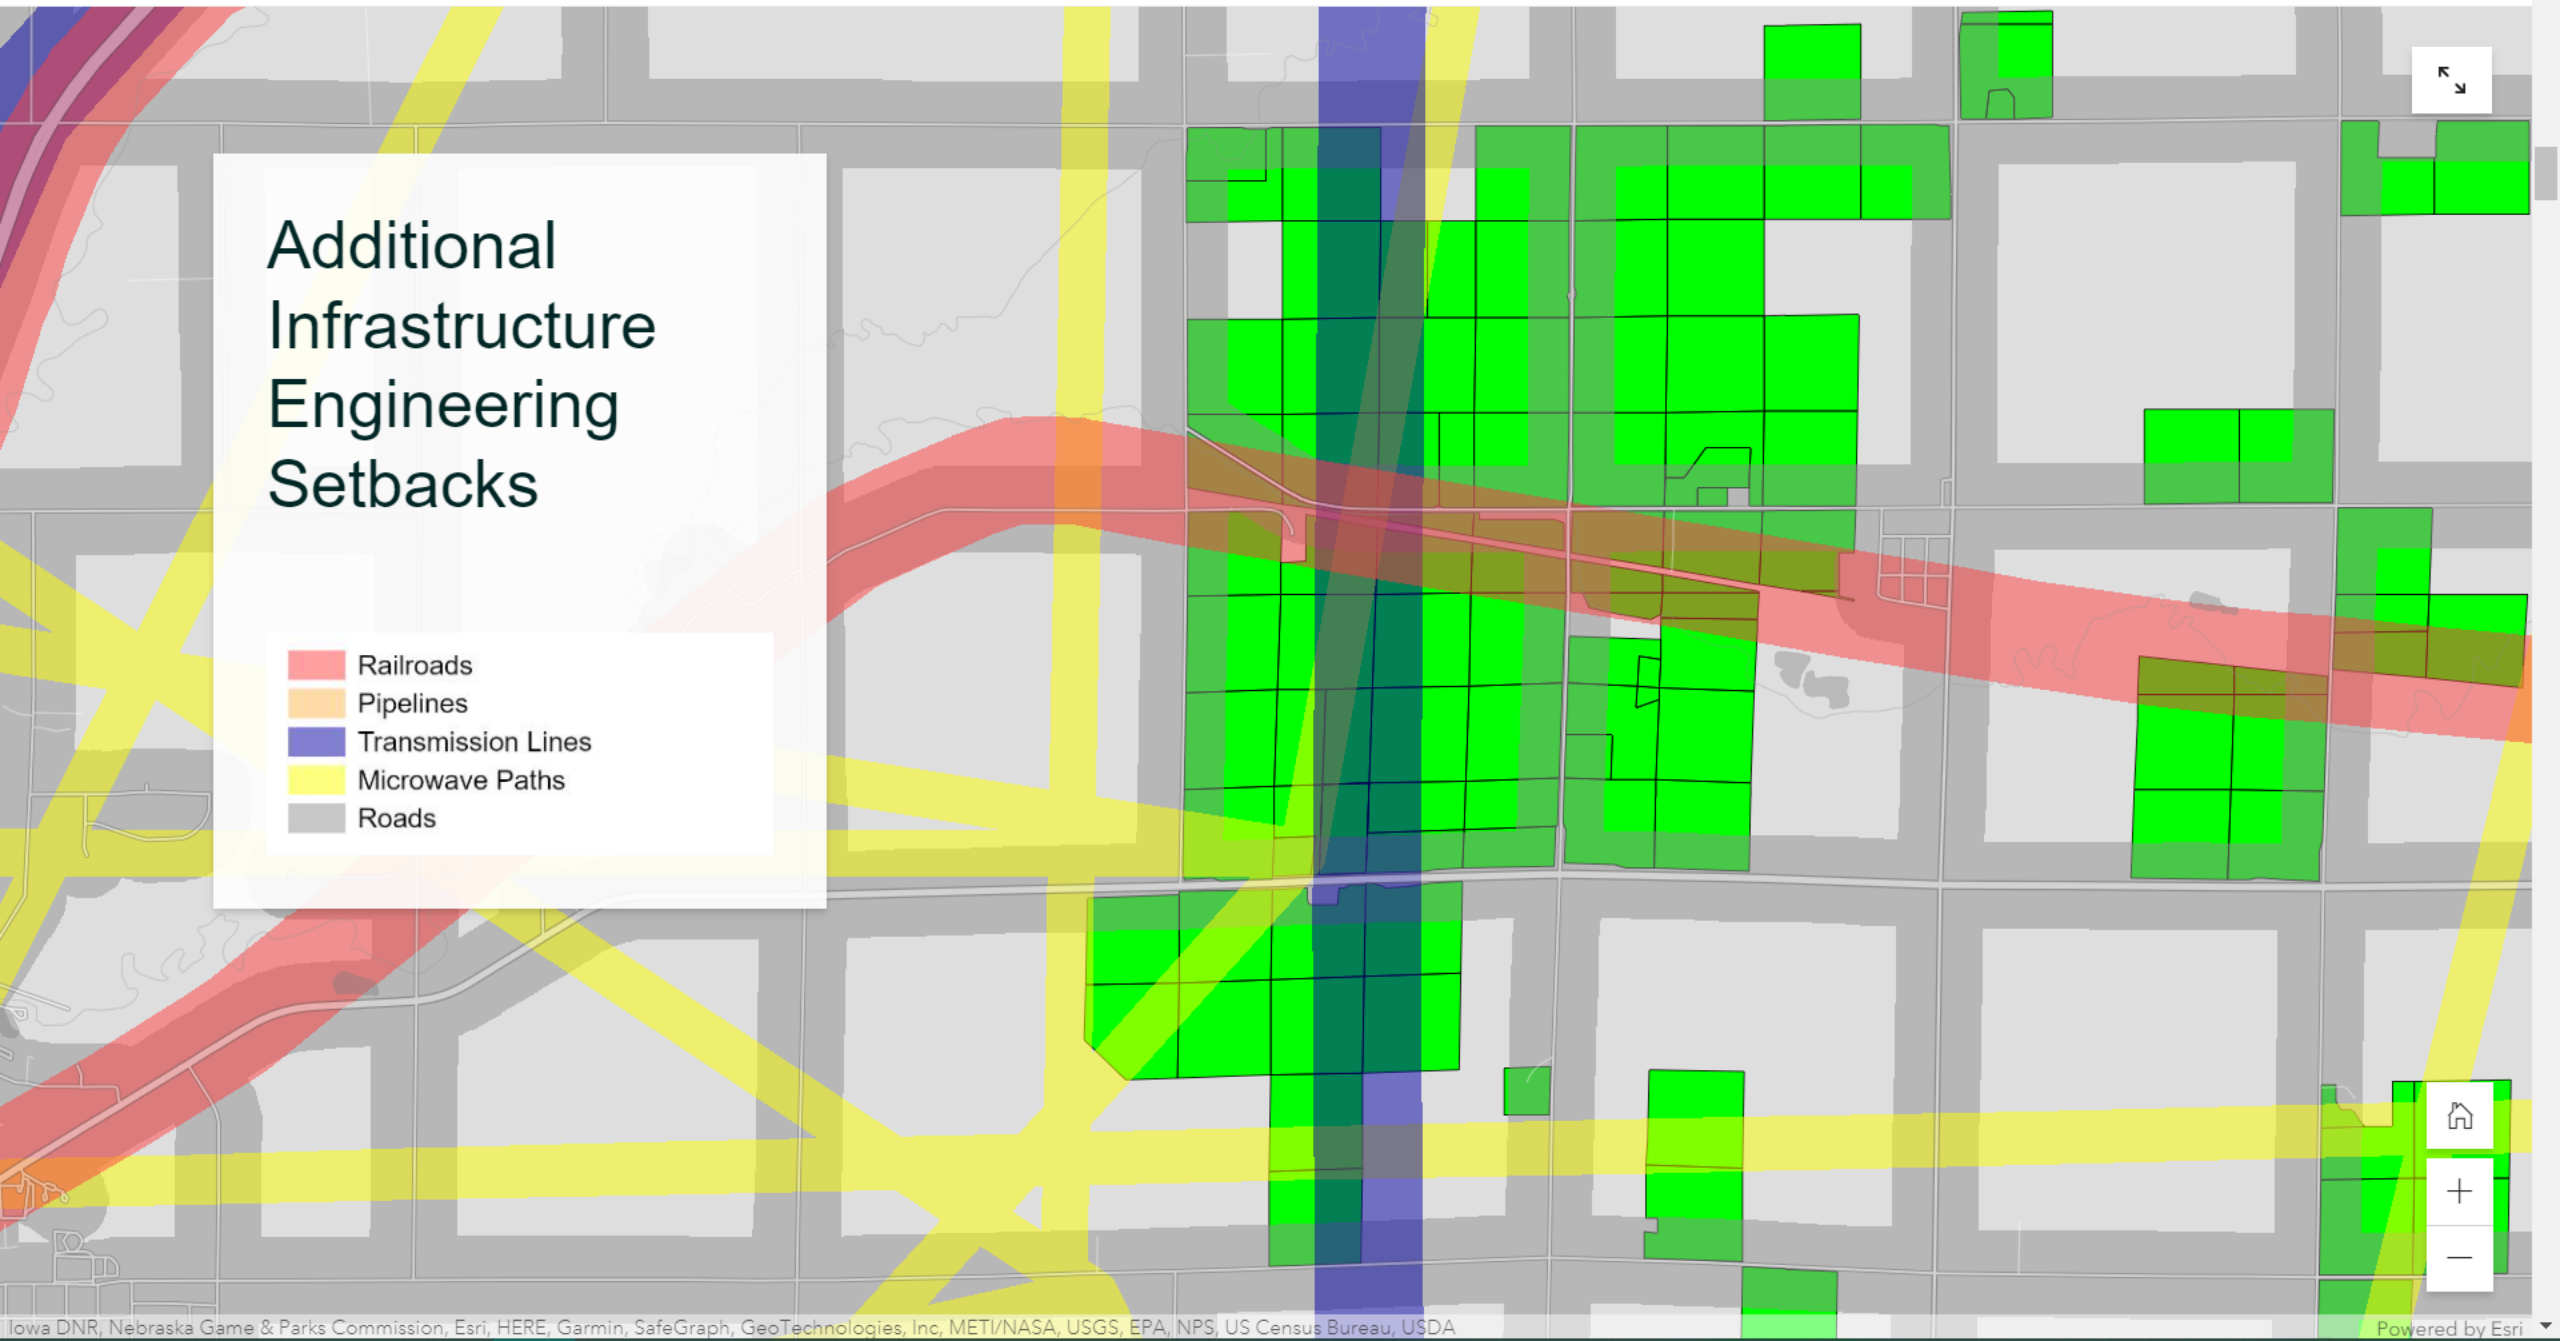 Additional
Infrastructure
Engineering
Setbacks
Railroads
Pipelines
Transmission Lines
Microwave Paths
Roads
Iowa DNR, Nebraska Game & Parks Commission, Esri, HERE, Garmin, SafeGraph, GeoTechnologies, Inc, METI/NASA, USGS, EPA, NPS, US Census Bureau, USDA
Powered by Esri